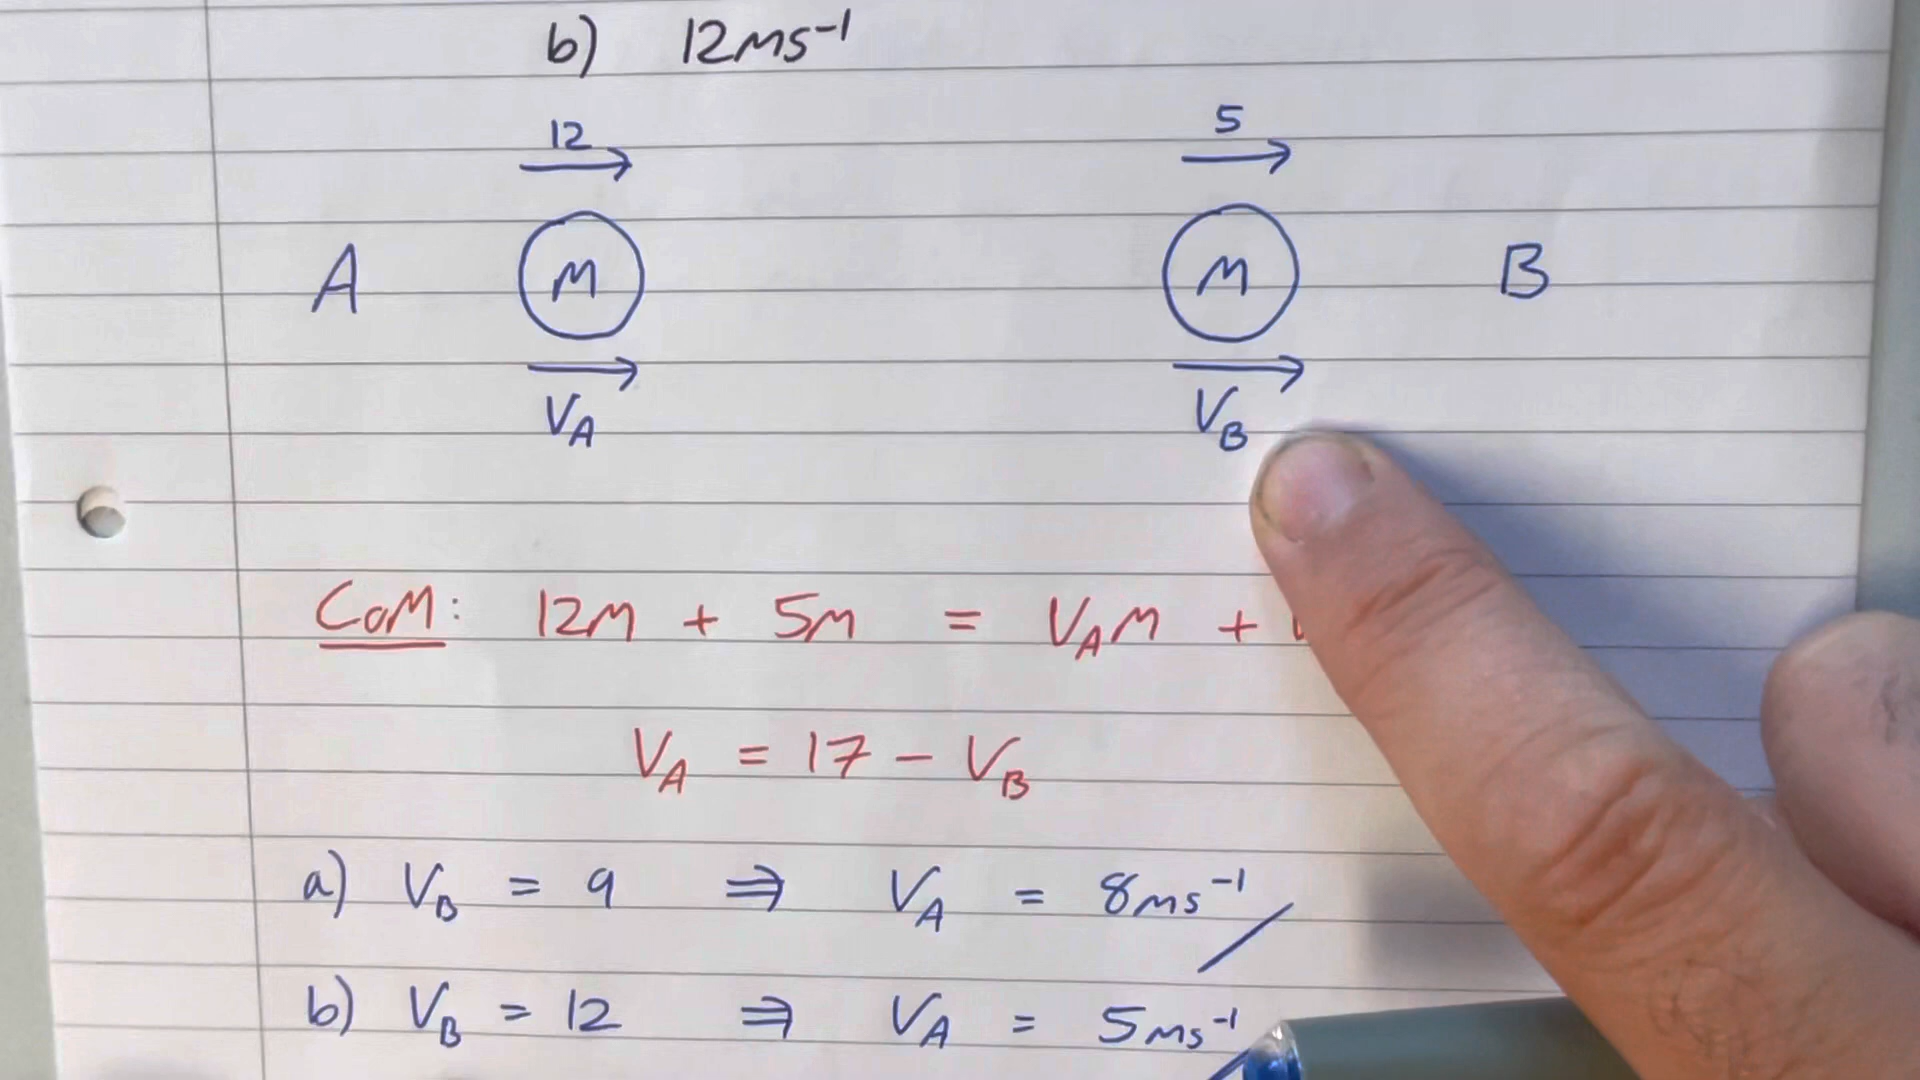 b) 12ms⁻¹
12 5
A M M B
V_A V_B
CoM: 12M + 5M = V_A M +
V_A = 17 - V_B
a) V_B = 9 ⇒ V_A = 8ms⁻¹
b) V_B = 12 ⇒ V_A = 5ms⁻¹